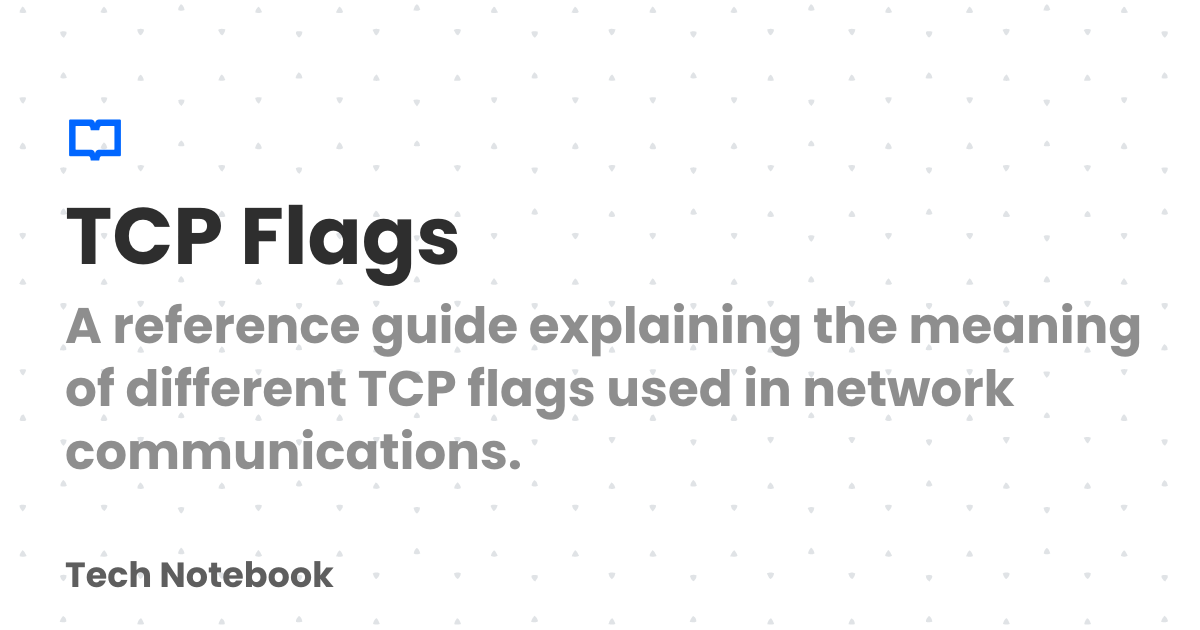 TCP Flags
A reference guide explaining the meaning
of different TCP flags used in network
communications.
Tech Notebook